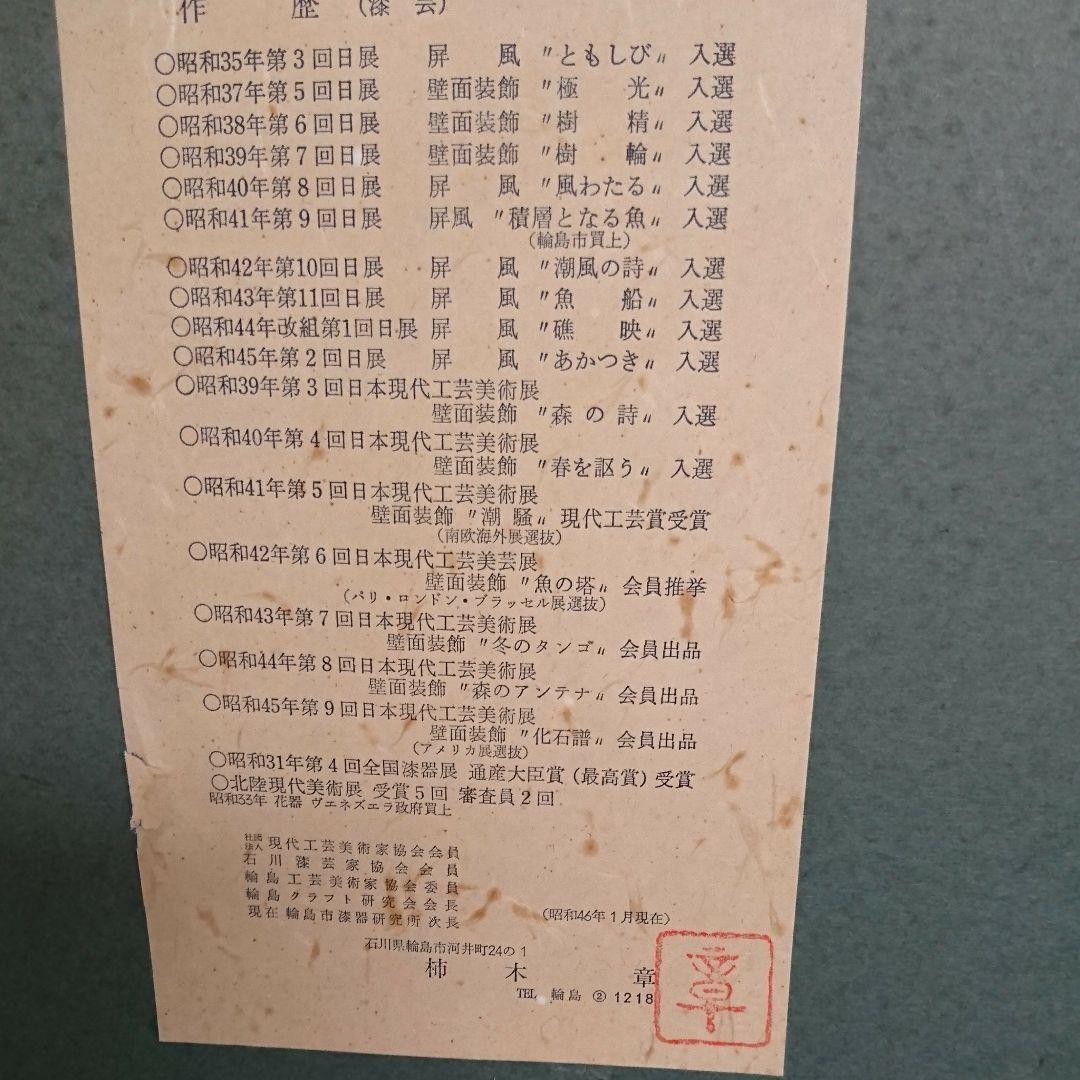 作　歴（漆芸）
○昭和35年第3回日展　屏　風　〃ともしび〃　入選
○昭和37年第5回日展　壁面装飾　〃極　光〃　入選
○昭和38年第6回日展　壁面装飾　〃樹　精〃　入選
○昭和39年第7回日展　壁面装飾　〃樹　輪〃　入選
○昭和40年第8回日展　屏　風　〃風わたる〃　入選
○昭和41年第9回日展　屏風　〃積層となる魚〃　入選
（輪島市買上）
○昭和42年第10回日展　屏　風　〃潮風の詩〃　入選
○昭和43年第11回日展　屏　風　〃魚　船〃　入選
○昭和44年改組第1回日展　屏　風　〃礁　映〃　入選
○昭和45年第2回日展　屏　風　〃あかつき〃　入選
○昭和39年第3回日本現代工芸美術展
壁面装飾　〃森の詩〃　入選
○昭和40年第4回日本現代工芸美術展
壁面装飾　〃春を謳う〃　入選
○昭和41年第5回日本現代工芸美術展
壁面装飾　〃潮騒〃　現代工芸賞受賞
（南欧海外展選抜）
○昭和42年第6回日本現代工芸美芸展
壁面装飾　〃魚の塔〃　会員推挙
（パリ・ロンドン・ブラッセル展選抜）
○昭和43年第7回日本現代工芸美術展
壁面装飾　〃冬のタンゴ〃　会員出品
○昭和44年第8回日本現代工芸美術展
壁面装飾　〃森のアンテナ〃　会員出品
○昭和45年第9回日本現代工芸美術展
壁面装飾　〃化石譜〃　会員出品
（アメリカ展選抜）
○昭和31年第4回全国漆器展　通産大臣賞（最高賞）受賞
○北陸現代美術展　受賞5回　審査員2回
昭和33年　花器　ヴエネズエラ政府買上
社団法人　現代工芸美術家協会会員
石川漆芸家協会会員
輪島工芸美術家協会委員
輪島クラフト研究会会長
現在輪島市漆器研究所次長
（昭和46年1月現在）
石川県輪島市河井町24の1
柿　木　章
TEL　輪島　②　1218
章